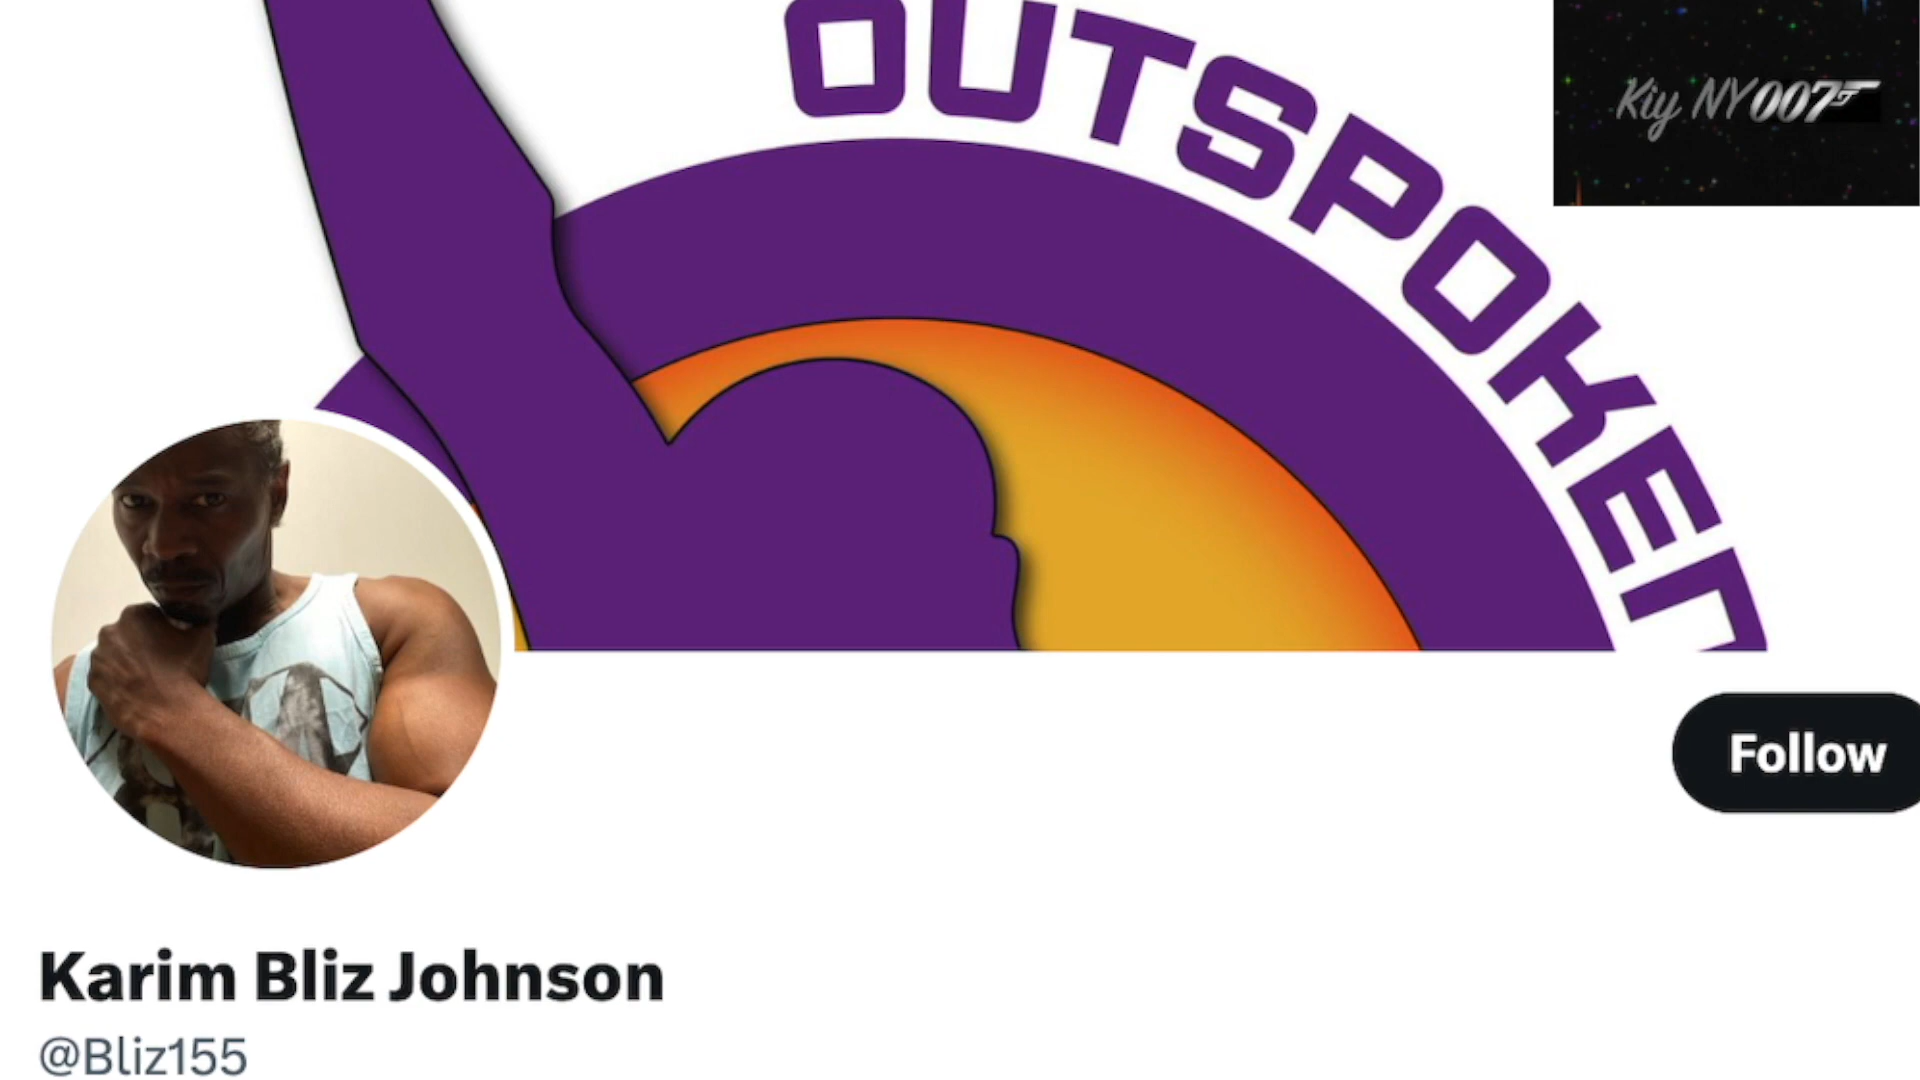 OUTSPOKEN
Kiy NY007
Follow
Karim Bliz Johnson
@Bliz155